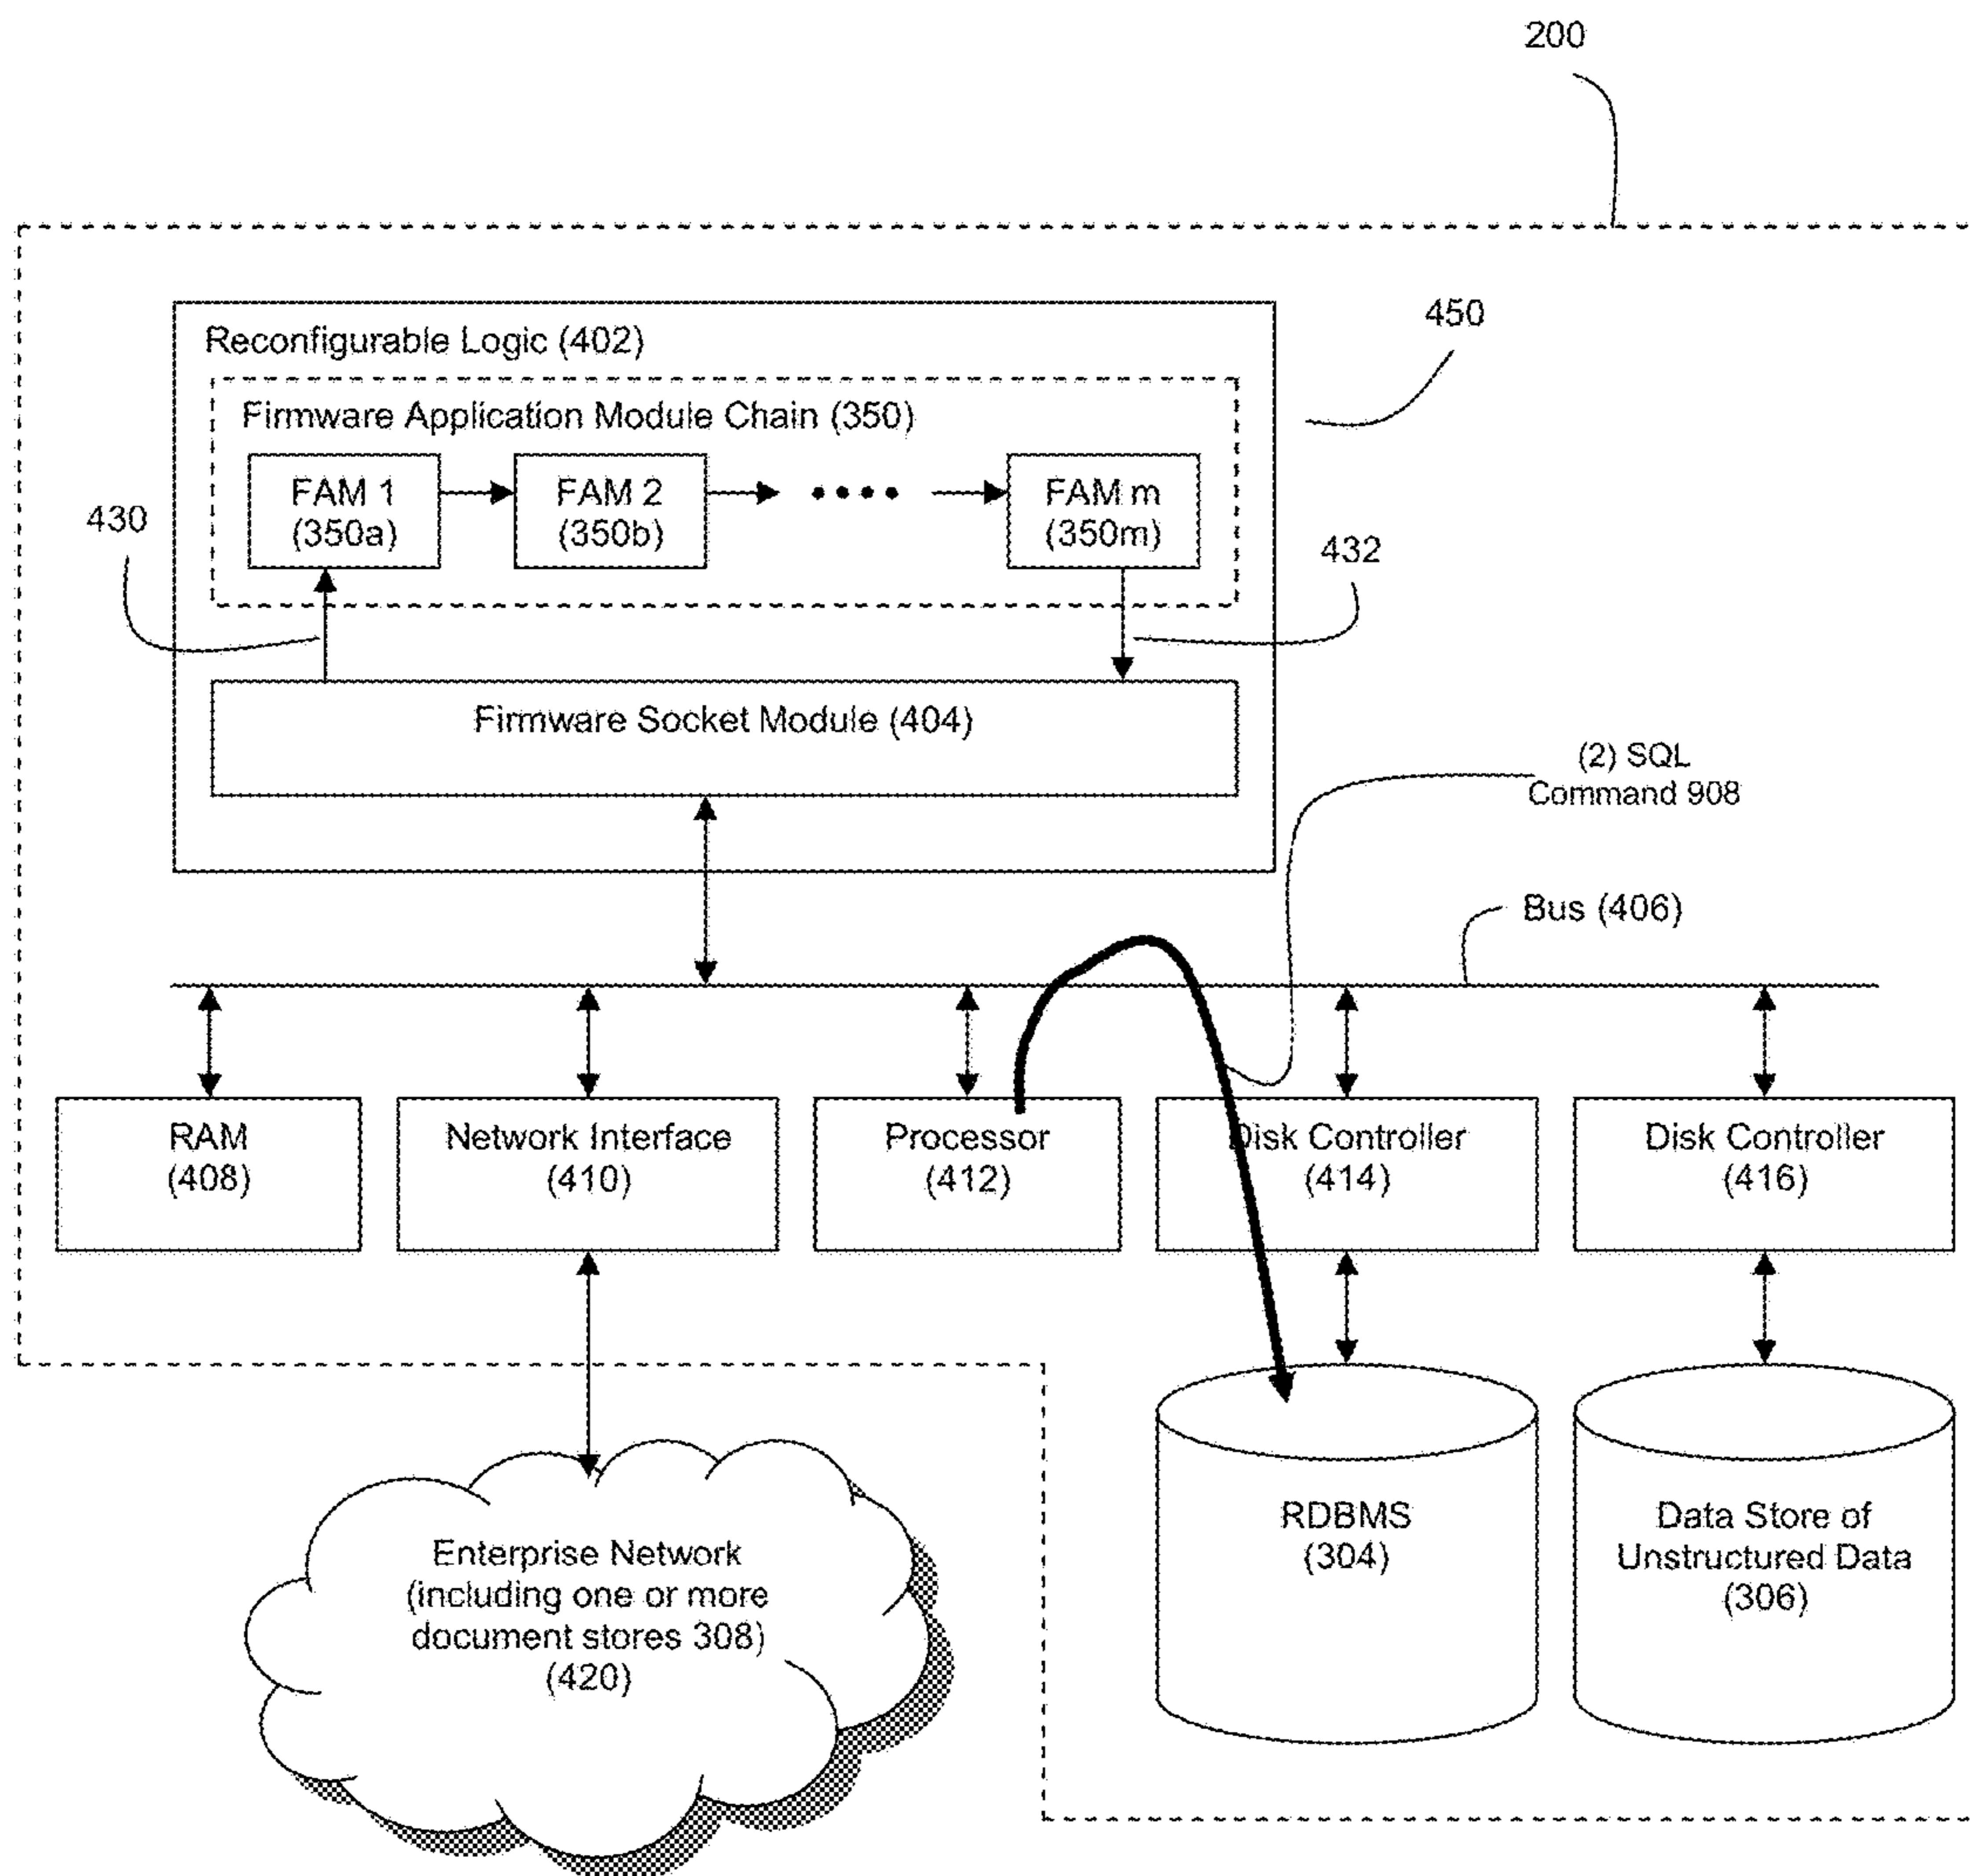 200
450
Reconfigurable Logic (402)
Firmware Application Module Chain (350)
FAM 1
(350a)
FAM 2
(350b)
FAM m
(350m)
430
432
Firmware Socket Module (404)
(2) SQL
Command 908
Bus (406)
RAM
(408)
Network Interface
(410)
Processor
(412)
Disk Controller
(414)
Disk Controller
(416)
RDBMS
(304)
Data Store of
Unstructured Data
(306)
Enterprise Network
(including one or more
document stores 308)
(420)